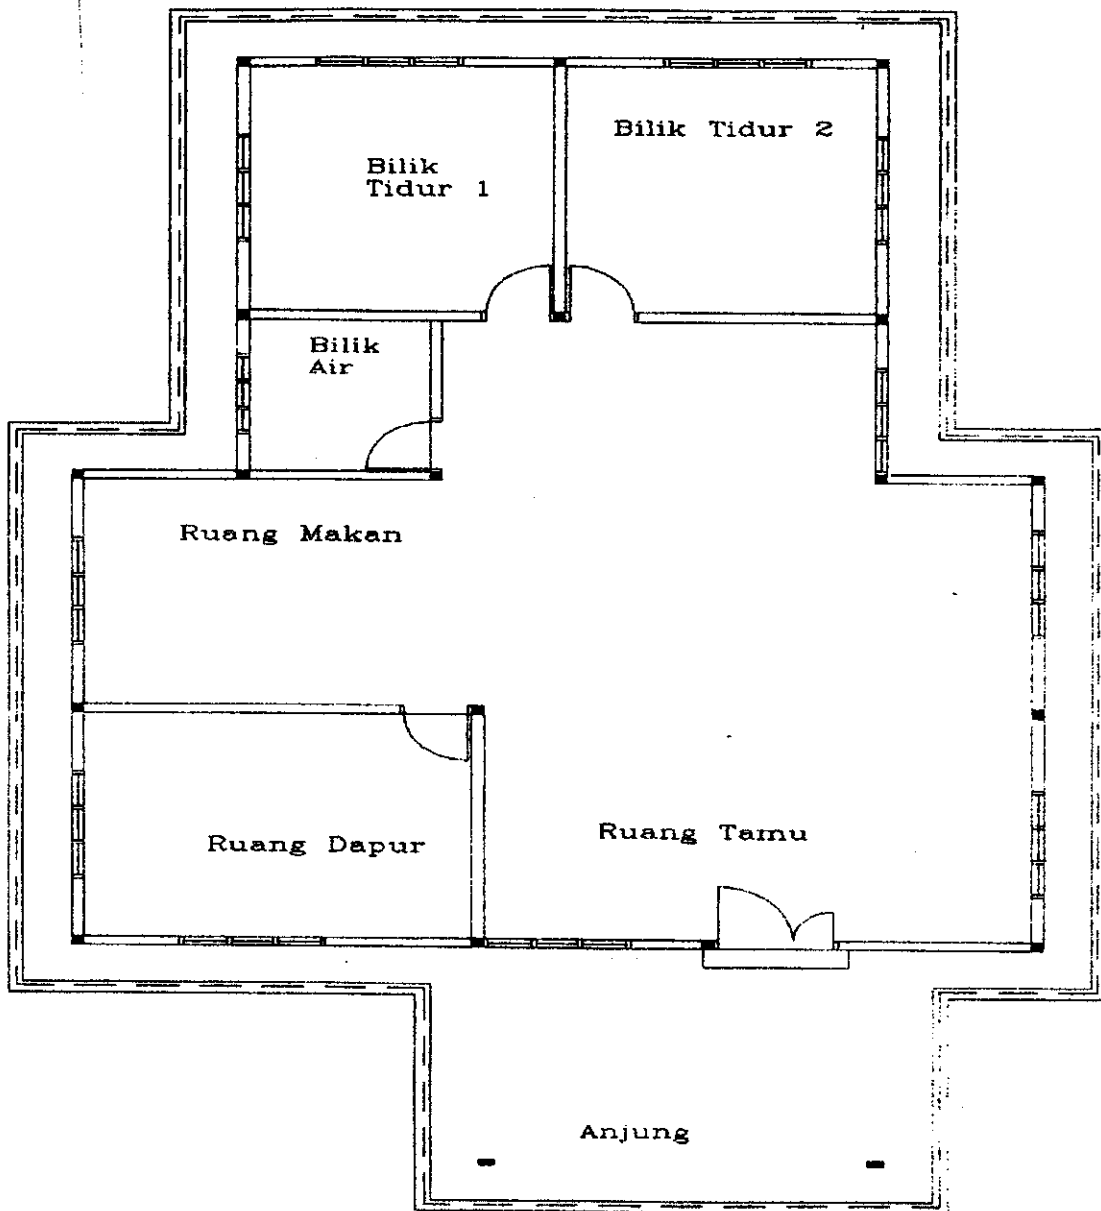 Bilik Tidur 2
Bilik
Tidur 1
Bilik
Air
Ruang Makan
Ruang Tamu
Ruang Dapur
Anjung